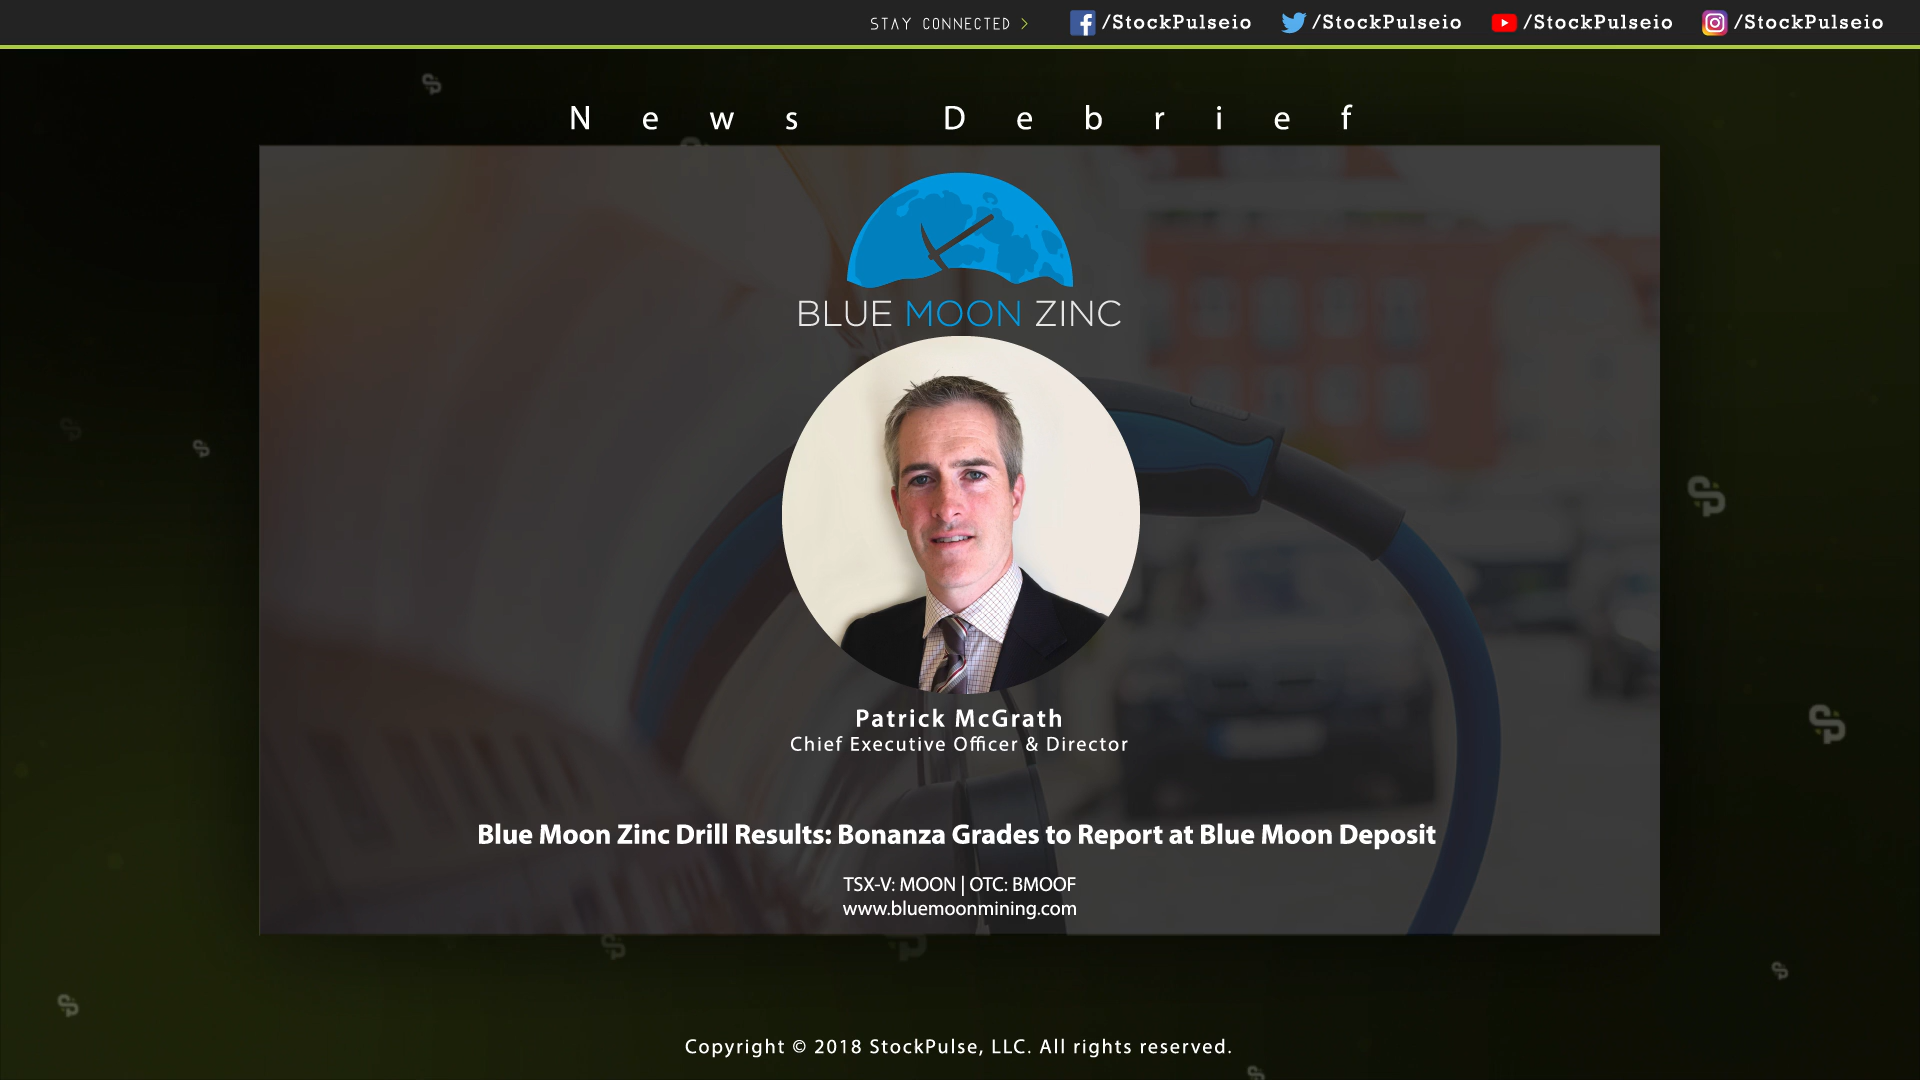 STAY CONNECTED >
/StockPulseio
/StockPulseio
/StockPulseio
/StockPulseio
News Debrief
BLUE MOON ZINC
Patrick McGrath
Chief Executive Officer & Director
Blue Moon Zinc Drill Results: Bonanza Grades to Report at Blue Moon Deposit
TSX-V: MOON | OTC: BMOOF
www.bluemoonmining.com
Copyright © 2018 StockPulse, LLC. All rights reserved.